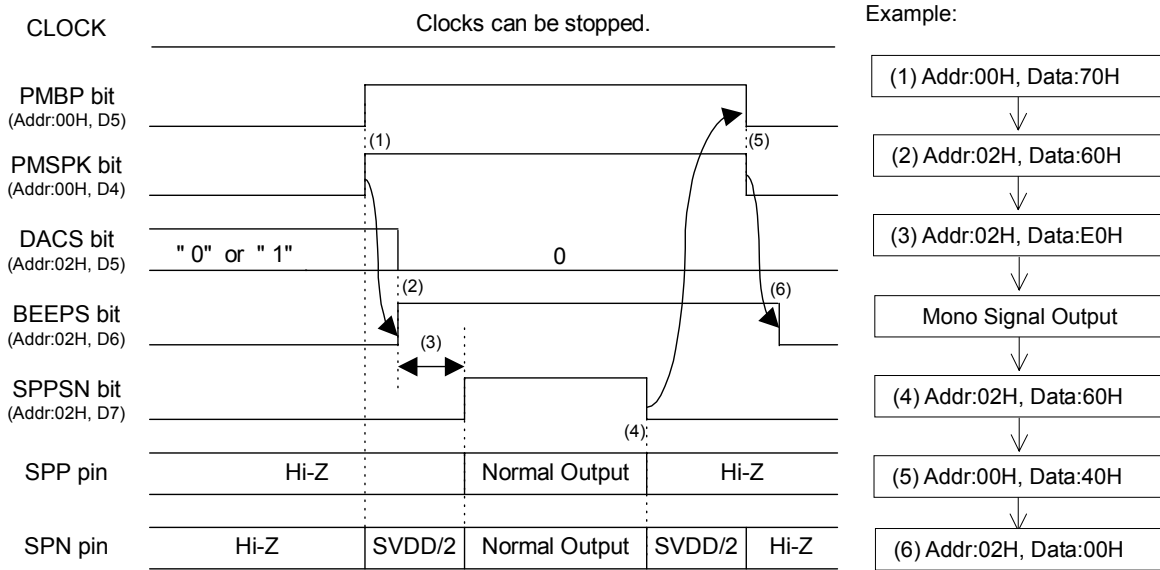 CLOCK
Clocks can be stopped.
PMBP bit
(Addr:00H, D5)
(1)
(5)
PMSPK bit
(Addr:00H, D4)
DACS bit
(Addr:02H, D5)
" 0" or " 1"
0
(2)
(6)
BEEPS bit
(Addr:02H, D6)
(3)
SPPSN bit
(Addr:02H, D7)
(4)
SPP pin
Hi-Z
Normal Output
Hi-Z
SPN pin
Hi-Z
SVDD/2
Normal Output
SVDD/2
Hi-Z
Example:
(1) Addr:00H, Data:70H
(2) Addr:02H, Data:60H
(3) Addr:02H, Data:E0H
Mono Signal Output
(4) Addr:02H, Data:60H
(5) Addr:00H, Data:40H
(6) Addr:02H, Data:00H